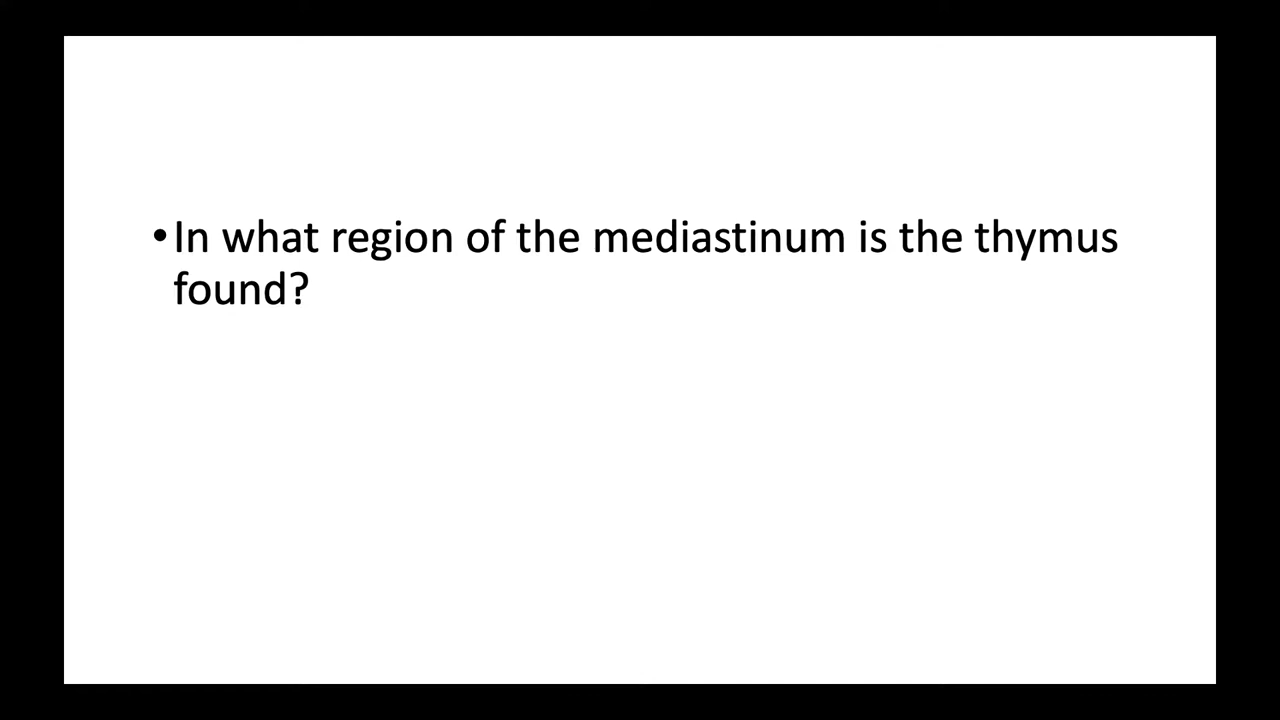 •In what region of the mediastinum is the thymus
found?